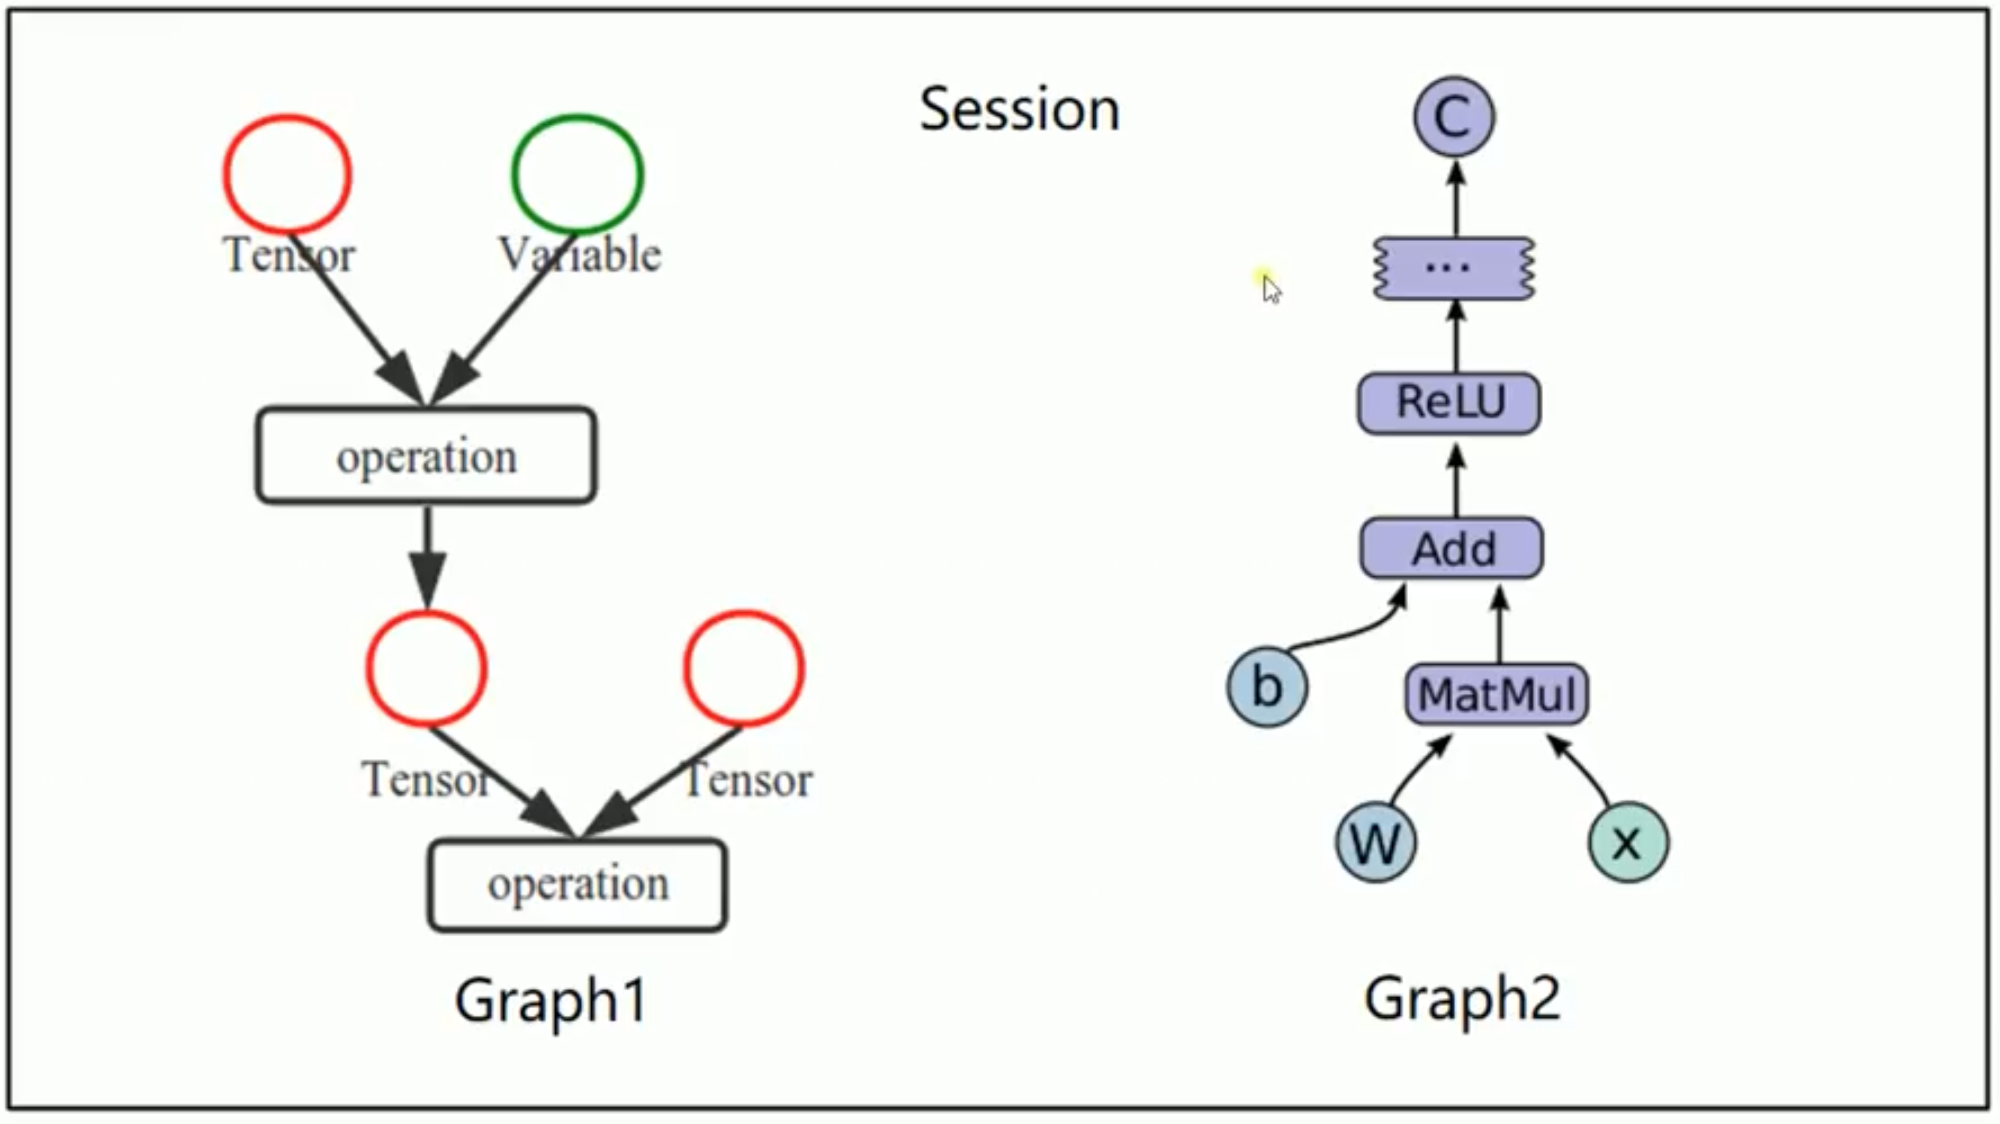 Session
Tensor
Variable
operation
Tensor
Tensor
operation
Graph1
C
...
ReLU
Add
b
MatMul
W
x
Graph2